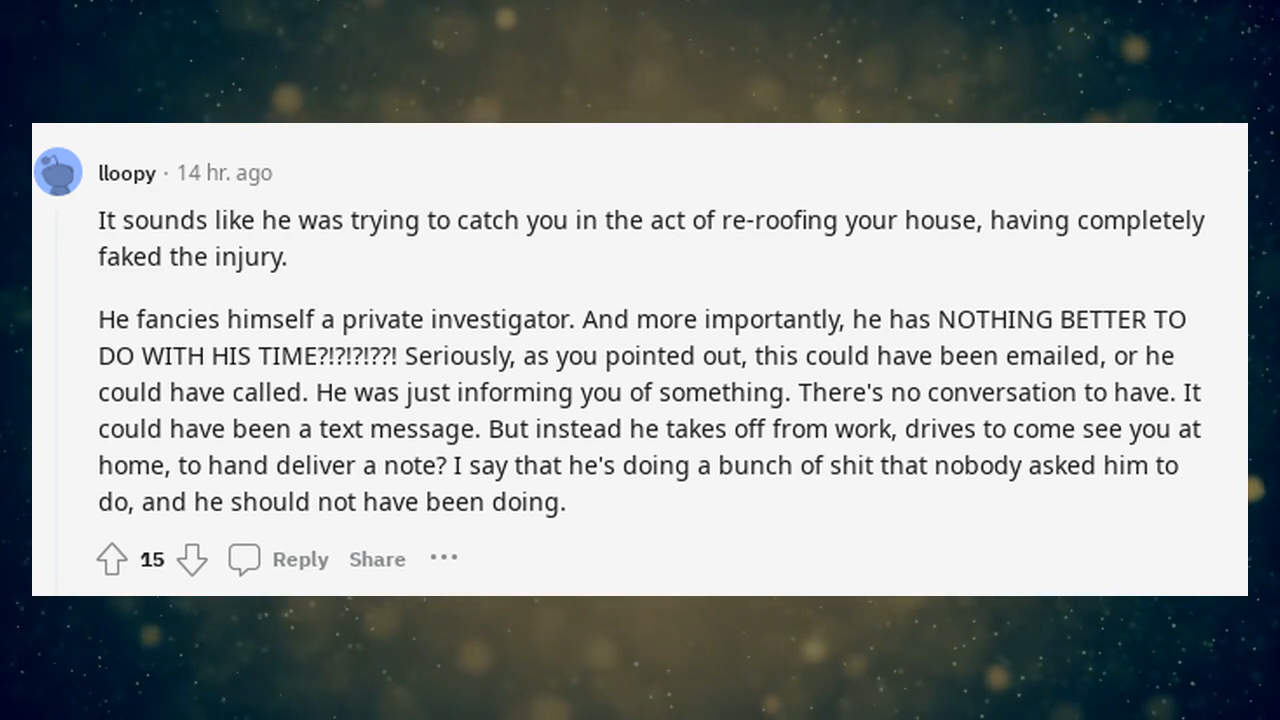 lloopy · 14 hr. ago
It sounds like he was trying to catch you in the act of re-roofing your house, having completely
faked the injury.
He fancies himself a private investigator. And more importantly, he has NOTHING BETTER TO
DO WITH HIS TIME?!?!?!??! Seriously, as you pointed out, this could have been emailed, or he
could have called. He was just informing you of something. There's no conversation to have. It
could have been a text message. But instead he takes off from work, drives to come see you at
home, to hand deliver a note? I say that he's doing a bunch of shit that nobody asked him to
do, and he should not have been doing.
15 Reply Share ···